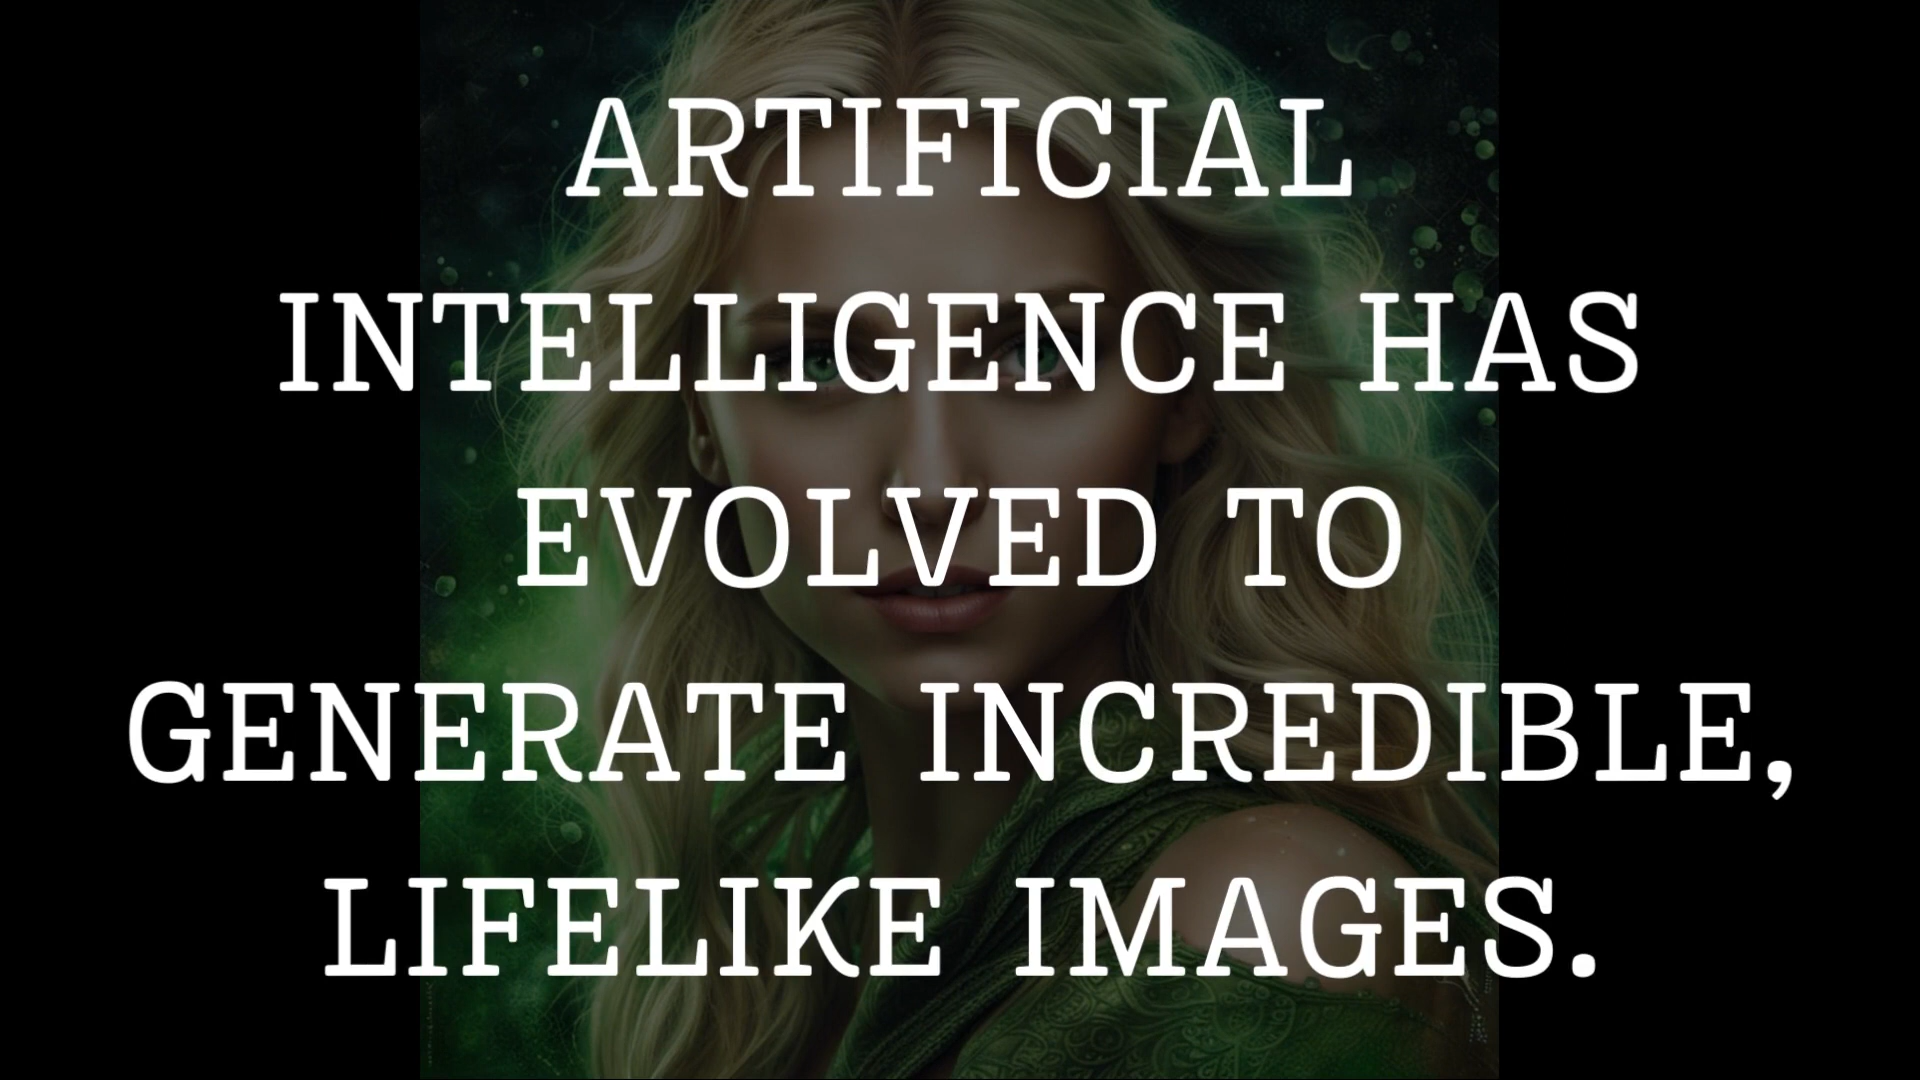 ARTIFICIAL
INTELLIGENCE HAS
EVOLVED TO
GENERATE INCREDIBLE,
LIFELIKE IMAGES.